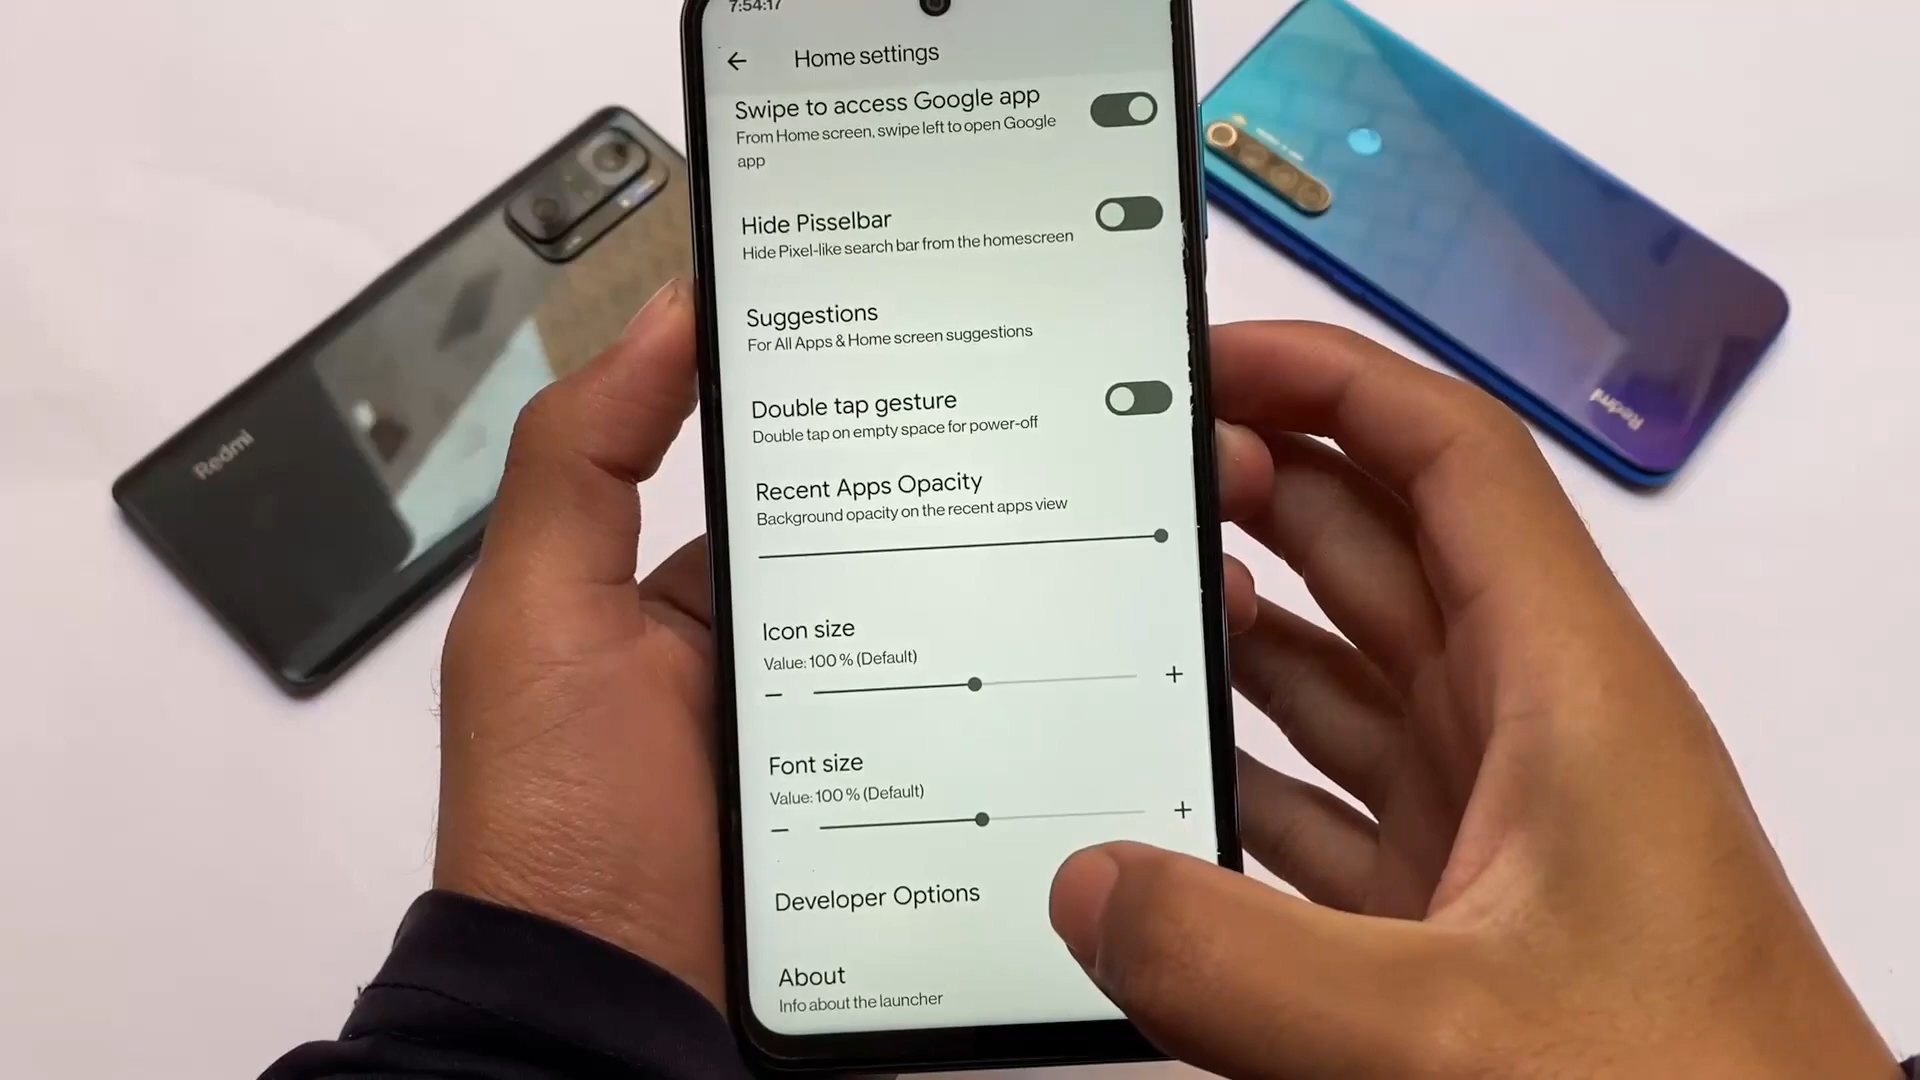 7:54:17
Home settings
Swipe to access Google app
From Home screen, swipe left to open Google
app
Hide Pisselbar
Hide Pixel-like search bar from the homescreen
Suggestions
For All Apps & Home screen suggestions
Double tap gesture
Double tap on empty space for power-off
Recent Apps Opacity
Background opacity on the recent apps view
Icon size
Value: 100 % (Default)
Font size
Value: 100 % (Default)
Developer Options
About
Info about the launcher
Redmi
Redmi